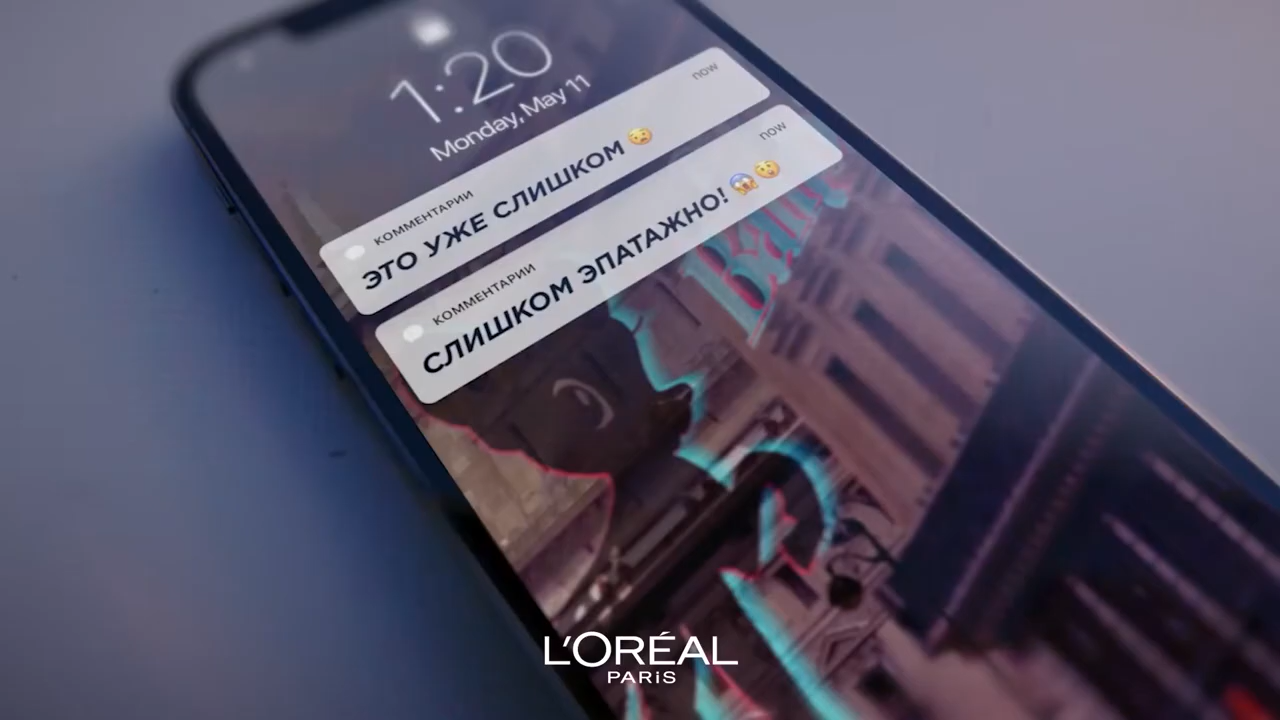 1:20
Monday, May 11
КОММЕНТАРИИ
now
ЭТО УЖЕ СЛИШКОМ 😧
КОММЕНТАРИИ
now
СЛИШКОМ ЭПАТАЖНО! 😱😲
L'ORÉAL
PARiS